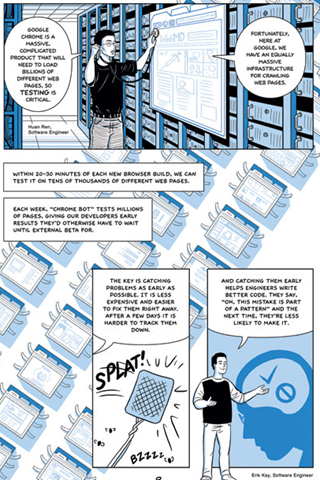 GOOGLE
CHROME IS A
MASSIVE,
COMPLICATED
PRODUCT THAT WILL
NEED TO LOAD
BILLIONS OF
DIFFERENT WEB
PAGES, SO
TESTING IS
CRITICAL.
FORTUNATELY,
HERE AT
GOOGLE, WE
HAVE AN EQUALLY
MASSIVE
INFRASTRUCTURE
FOR CRAWLING
WEB PAGES.
Huan Ren,
Software Engineer
WITHIN 20-30 MINUTES OF EACH NEW BROWSER BUILD, WE CAN
TEST IT ON TENS OF THOUSANDS OF DIFFERENT WEB PAGES.
EACH WEEK, "CHROME BOT" TESTS MILLIONS
OF PAGES, GIVING OUR DEVELOPERS EARLY
RESULTS THEY'D OTHERWISE HAVE TO WAIT
UNTIL EXTERNAL BETA FOR.
THE KEY IS CATCHING
PROBLEMS AS EARLY AS
POSSIBLE. IT IS LESS
EXPENSIVE AND EASIER
TO FIX THEM RIGHT AWAY.
AFTER A FEW DAYS IT IS
HARDER TO TRACK THEM
DOWN.
AND CATCHING THEM EARLY
HELPS ENGINEERS WRITE
BETTER CODE. THEY SAY,
"OH, THIS MISTAKE IS PART
OF A PATTERN" AND THE
NEXT TIME, THEY'RE LESS
LIKELY TO MAKE IT.
SPLAT!
BZZZZ
Erik Kay, Software Engineer